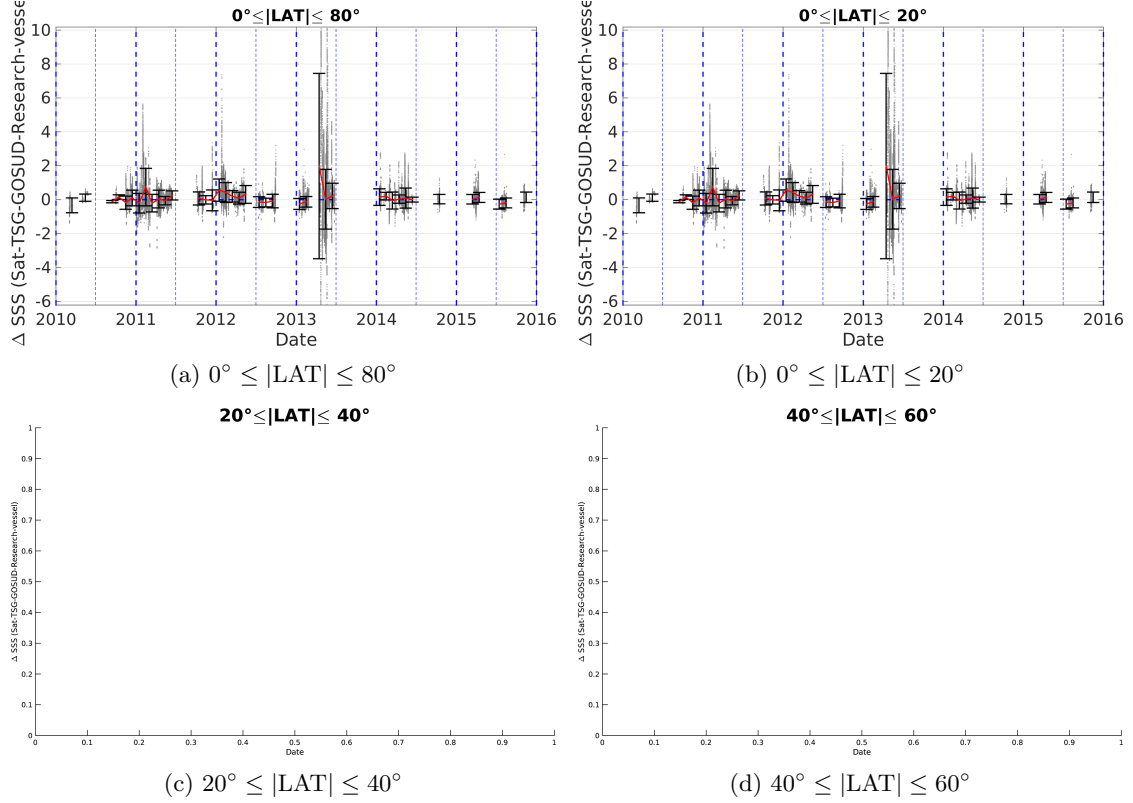 0°≤|LAT|≤ 80°
Δ SSS (Sat-TSG-GOSUD-Research-vesse
10
8
6
4
2
0
-2
-4
-6
2010 2011 2012 2013 2014 2015 2016
Date
(a) 0° ≤ |LAT| ≤ 80°
0°≤|LAT|≤ 20°
Δ SSS (Sat-TSG-GOSUD-Research-vesse
10
8
6
4
2
0
-2
-4
-6
2010 2011 2012 2013 2014 2015 2016
Date
(b) 0° ≤ |LAT| ≤ 20°
20°≤|LAT|≤ 40°
Δ SSS (Sat-TSG-GOSUD-Research-vessel)
1
0.9
0.8
0.7
0.6
0.5
0.4
0.3
0.2
0.1
0
0 0.1 0.2 0.3 0.4 0.5 0.6 0.7 0.8 0.9 1
Date
(c) 20° ≤ |LAT| ≤ 40°
40°≤|LAT|≤ 60°
Δ SSS (Sat-TSG-GOSUD-Research-vessel)
1
0.9
0.8
0.7
0.6
0.5
0.4
0.3
0.2
0.1
0
0 0.1 0.2 0.3 0.4 0.5 0.6 0.7 0.8 0.9 1
Date
(d) 40° ≤ |LAT| ≤ 60°